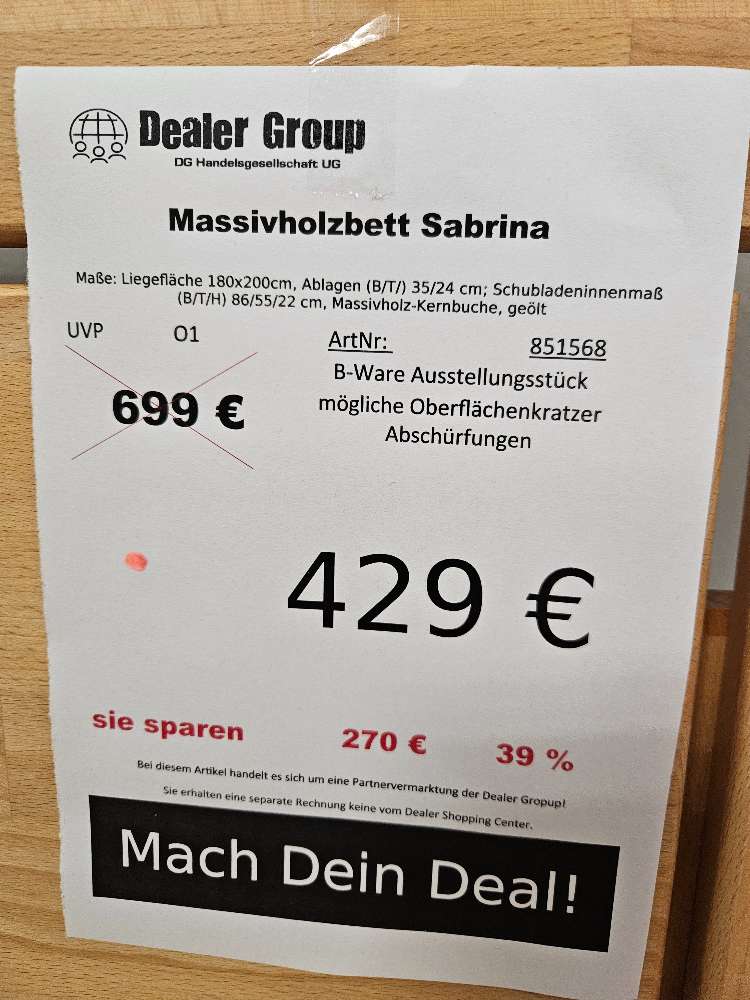 Dealer Group
DG Handelsgesellschaft UG
Massivholzbett Sabrina
Maße: Liegefläche 180x200cm, Ablagen (B/T/) 35/24 cm; Schubladeninnenmaß
(B/T/H) 86/55/22 cm, Massivholz-Kernbuche, geölt
UVP O1
699 €
ArtNr: 851568
B-Ware Ausstellungsstück
mögliche Oberflächenkratzer
Abschürfungen
429 €
sie sparen 270 € 39 %
Bei diesem Artikel handelt es sich um eine Partnervermarktung der Dealer Gropup!
Sie erhalten eine separate Rechnung keine vom Dealer Shopping Center.
Mach Dein Deal!